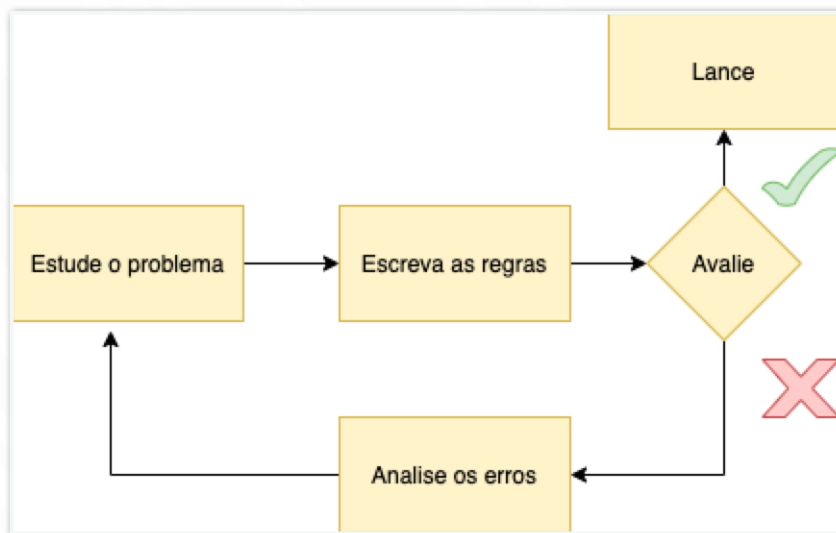 Lance
Estude o problema
Escreva as regras
Avalie
Analise os erros